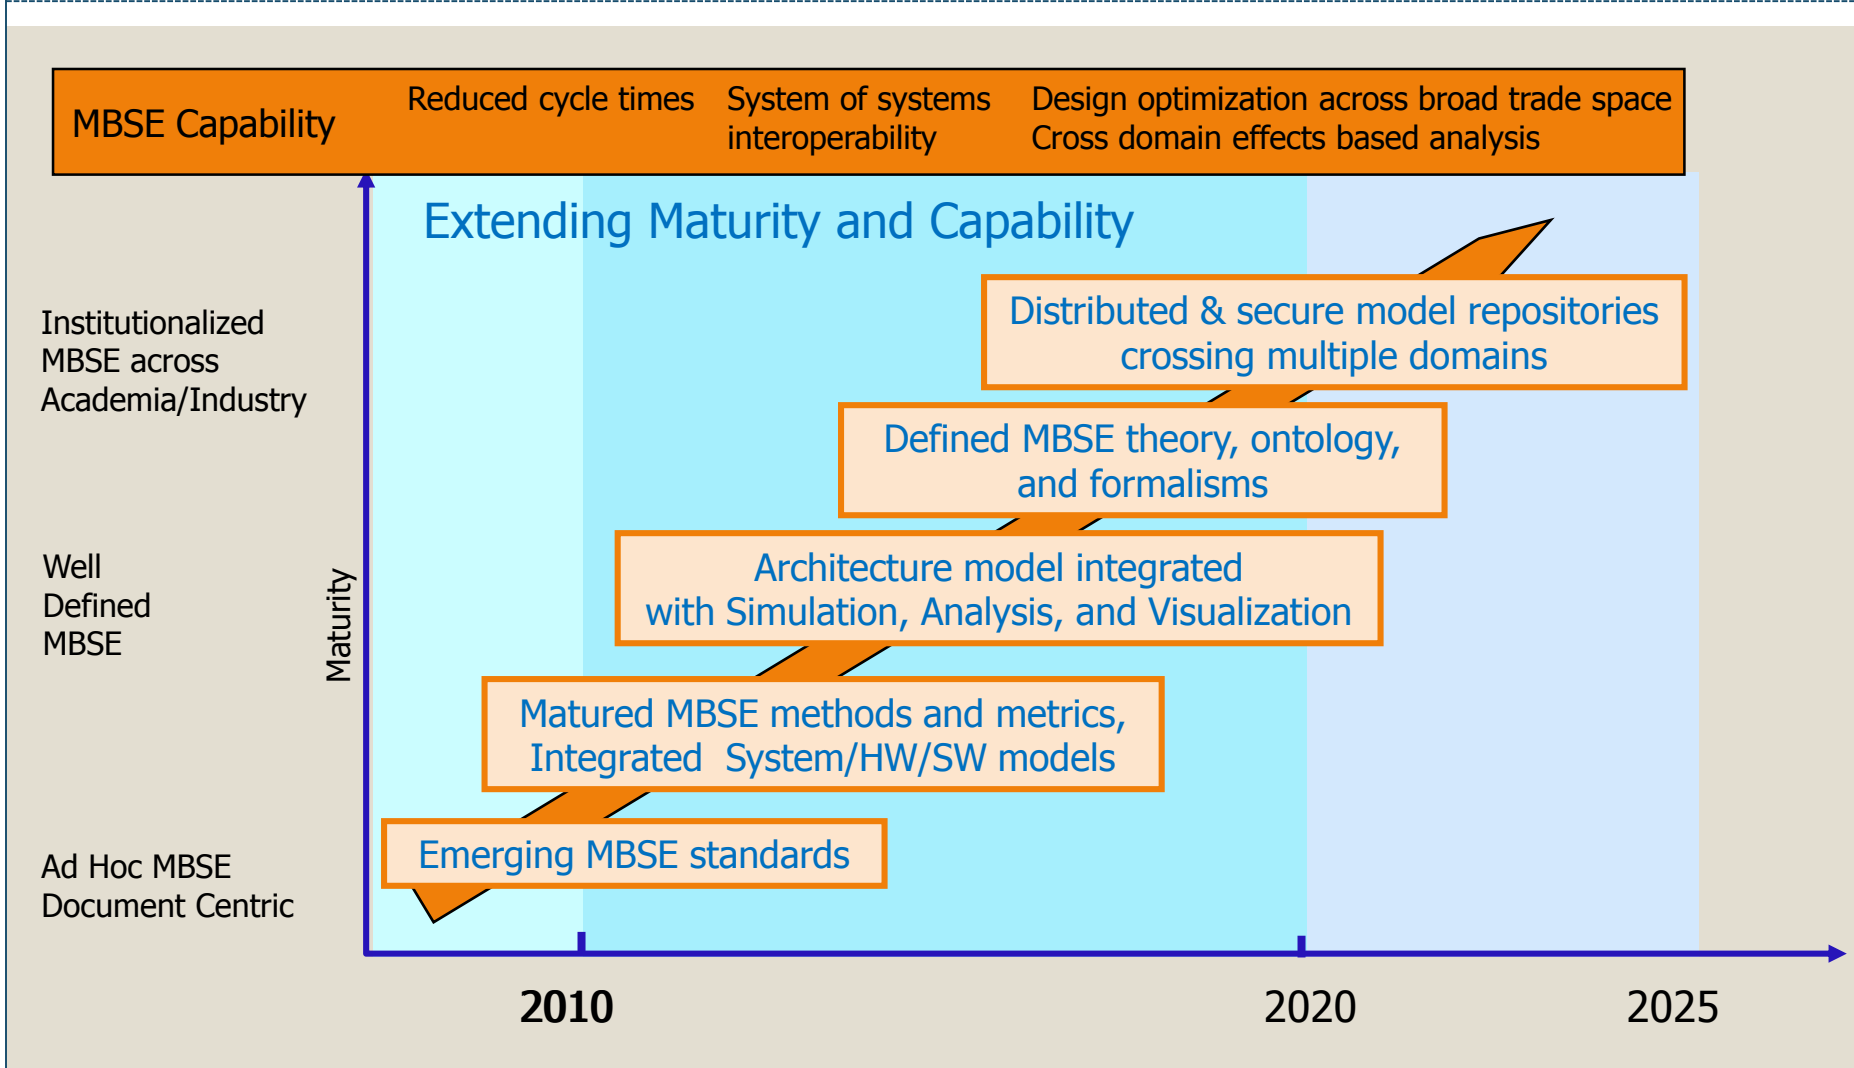 MBSE Capability
Reduced cycle times
System of systems
interoperability
Design optimization across broad trade space
Cross domain effects based analysis
Extending Maturity and Capability
Institutionalized
MBSE across
Academia/Industry
Well
Defined
MBSE
Ad Hoc MBSE
Document Centric
Maturity
Distributed & secure model repositories
crossing multiple domains
Defined MBSE theory, ontology,
and formalisms
Architecture model integrated
with Simulation, Analysis, and Visualization
Matured MBSE methods and metrics,
Integrated  System/HW/SW models
Emerging MBSE standards
2010
2020
2025